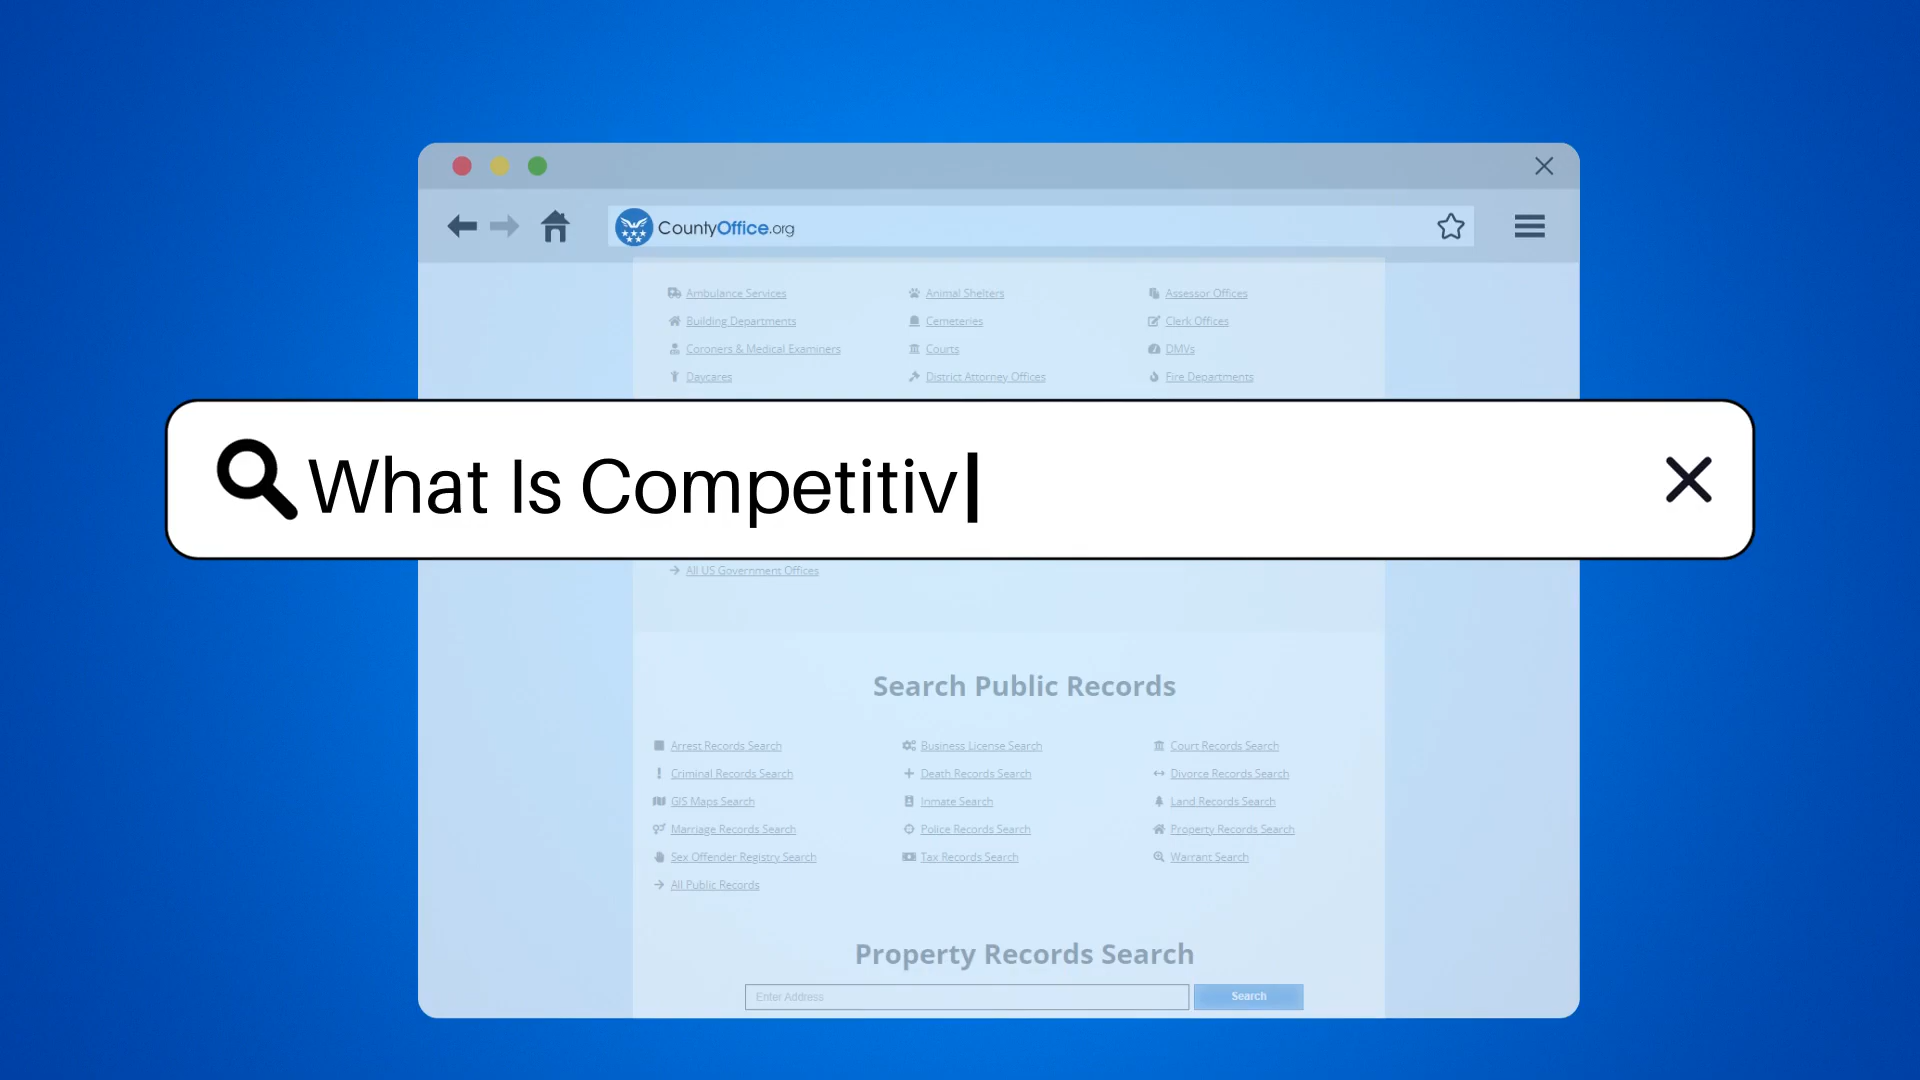 CountyOffice.org
Ambulance Services Animal Shelters Assessor Offices
Building Departments Cemeteries Clerk Offices
Coroners & Medical Examiners Courts DMVs
Daycares District Attorney Offices Fire Departments
What Is Competitiv
All US Government Offices
Search Public Records
Arrest Records Search Business License Search Court Records Search
Criminal Records Search Death Records Search Divorce Records Search
GIS Maps Search Inmate Search Land Records Search
Marriage Records Search Police Records Search Property Records Search
Sex Offender Registry Search Tax Records Search Warrant Search
All Public Records
Property Records Search
Enter Address Search